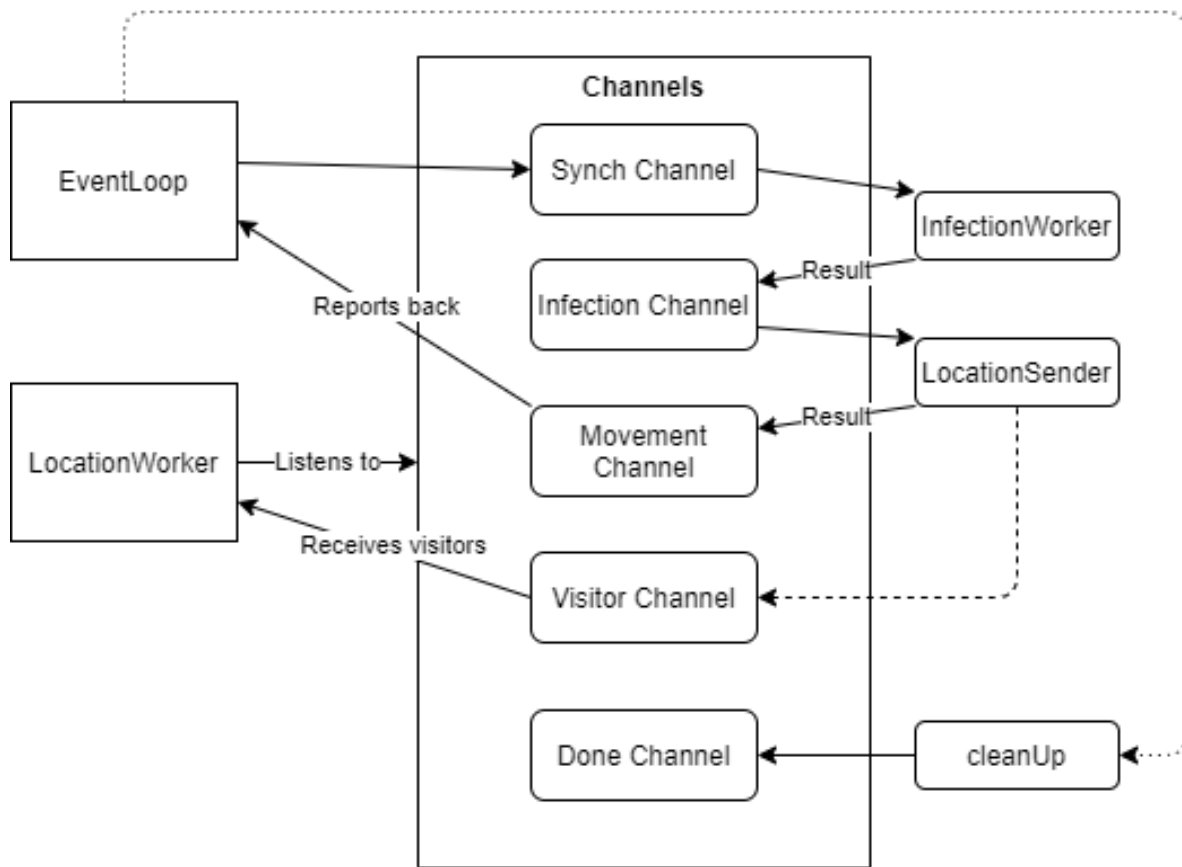 Channels
Synch Channel
EventLoop
InfectionWorker
Result
Infection Channel
Reports back
LocationSender
Result
Movement
Channel
LocationWorker
Listens to
Receives visitors
Visitor Channel
Done Channel
cleanUp